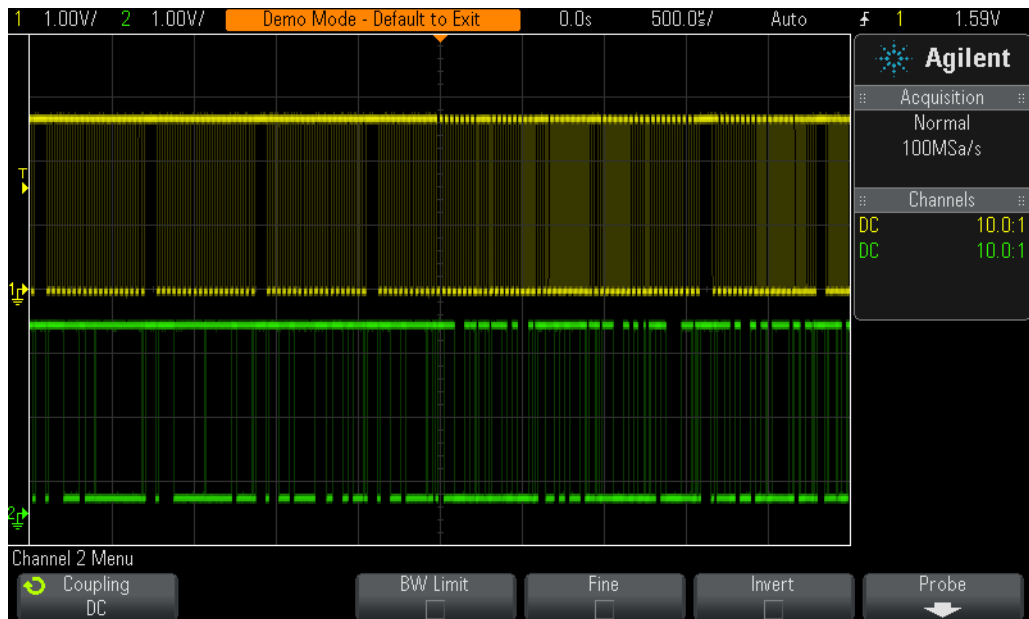 1 1.00V/ 2 1.00V/ Demo Mode - Default to Exit 0.0s 500.0µs/ Auto 1 1.59V
Agilent
Acquisition
Normal
100MSa/s
Channels
DC 10.0:1
DC 10.0:1
T
1
2
Channel 2 Menu
Coupling BW Limit Fine Invert Probe
DC